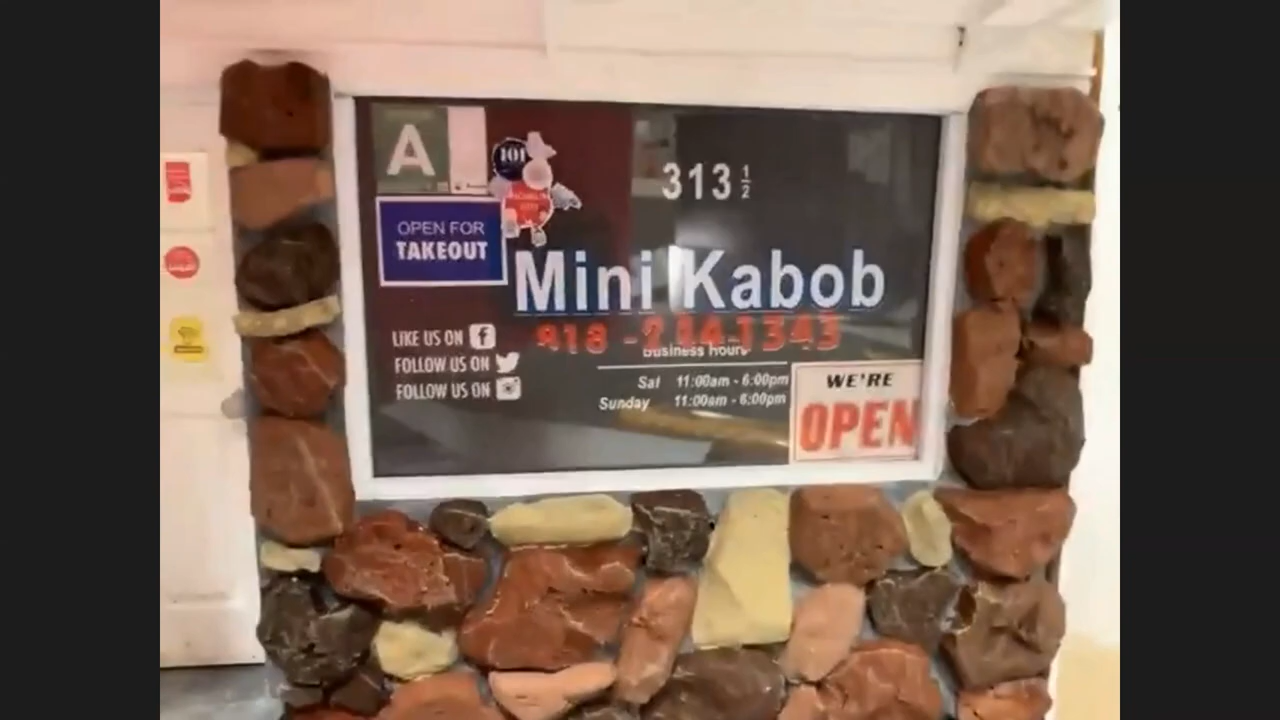 A
101
313 1/2
OPEN FOR
TAKEOUT
Mini Kabob
LIKE US ON
FOLLOW US ON
FOLLOW US ON
Business Hours
Sat 11:00am - 6:00pm
Sunday 11:00am - 6:00pm
WE'RE
OPEN